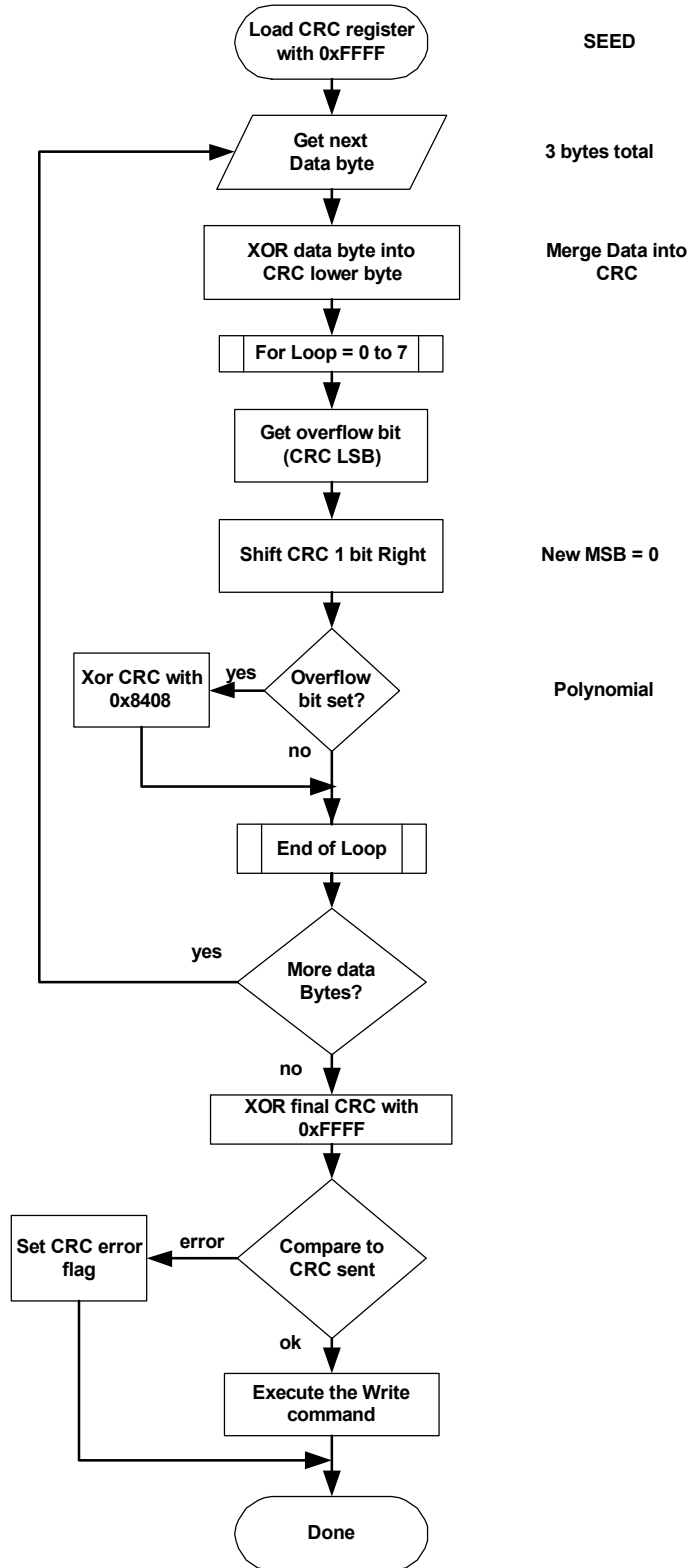 Load CRC register
with 0xFFFF
SEED
Get next
Data byte
3 bytes total
XOR data byte into
CRC lower byte
Merge Data into
CRC
For Loop = 0 to 7
Get overflow bit
(CRC LSB)
Shift CRC 1 bit Right
New MSB = 0
Xor CRC with
0x8408
yes
Overflow
bit set?
Polynomial
no
End of Loop
yes
More data
Bytes?
no
XOR final CRC with
0xFFFF
Set CRC error
flag
error
Compare to
CRC sent
ok
Execute the Write
command
Done